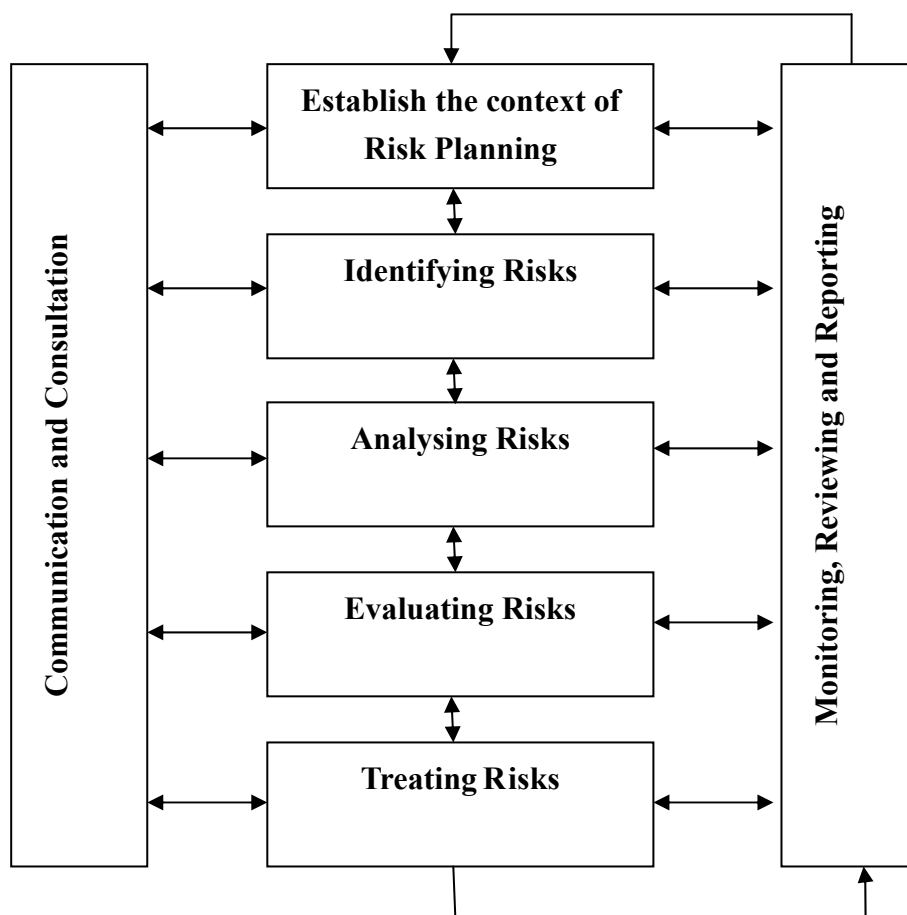 Communication and Consultation
Establish the context of
Risk Planning
Identifying Risks
Analysing Risks
Evaluating Risks
Treating Risks
Monitoring, Reviewing and Reporting